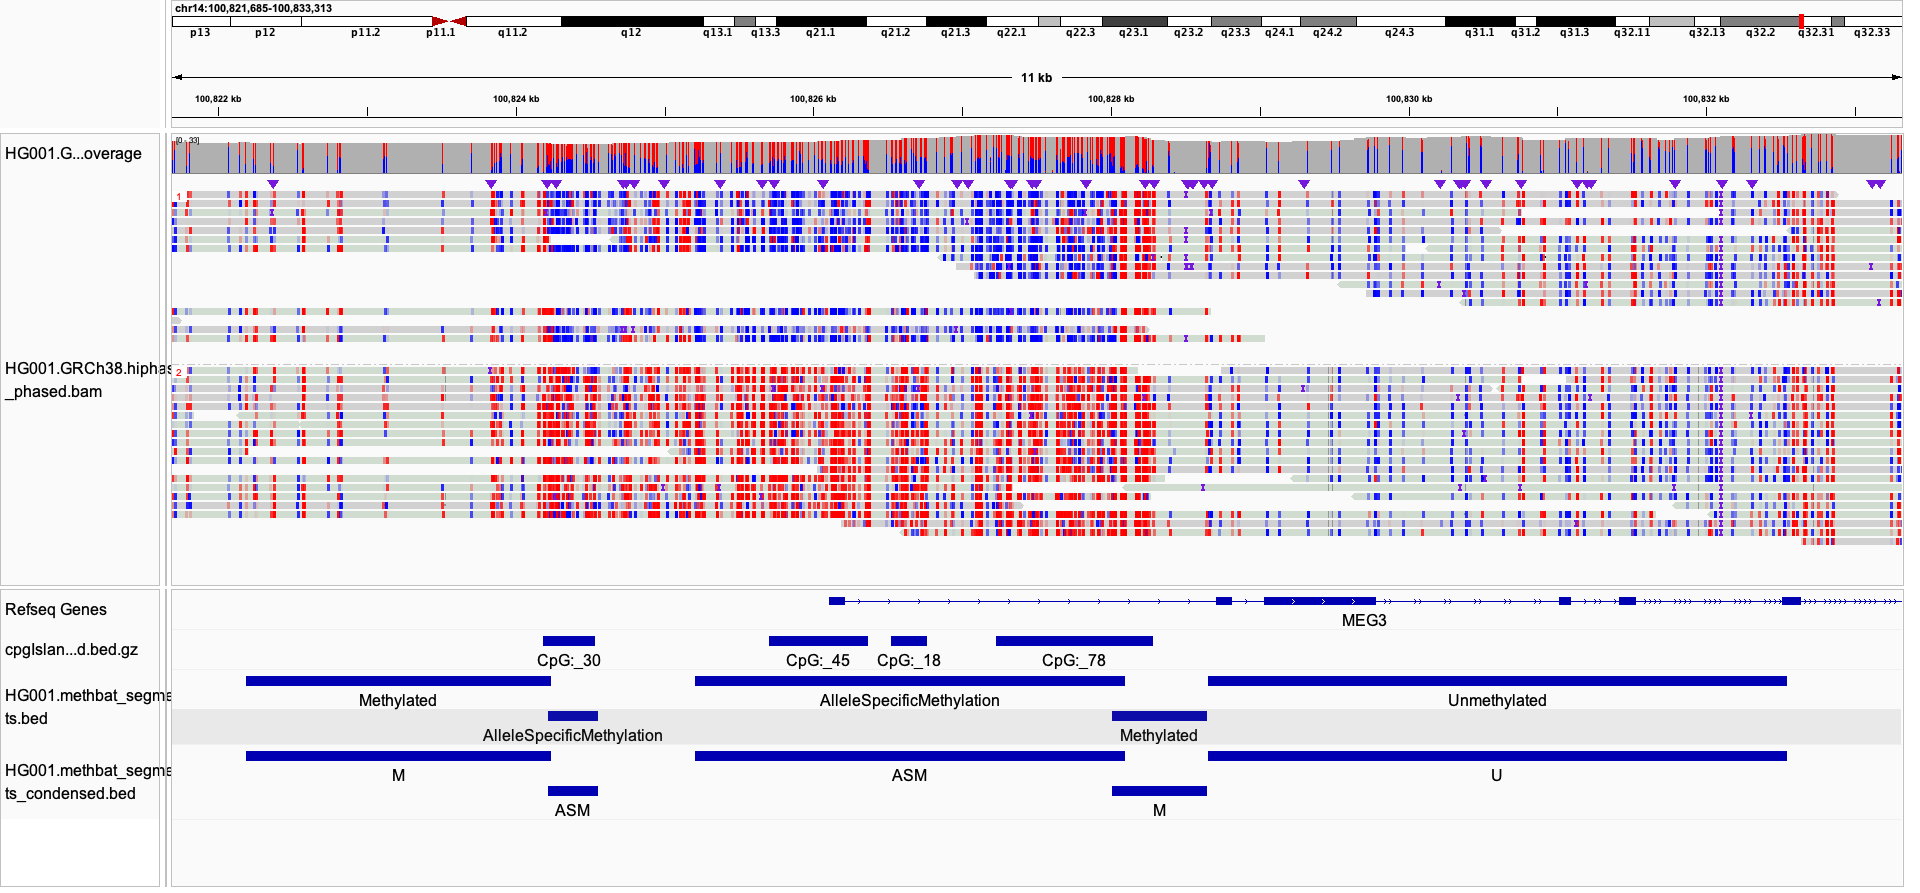 chr14:100,821,685-100,833,313
p13 p12 p11.2 p11.1 q11.2 q12 q13.1 q13.3 q21.1 q21.2 q21.3 q22.1 q22.3 q23.1 q23.2 q23.3 q24.1 q24.2 q24.3 q31.1 q31.2 q31.3 q32.11 q32.13 q32.2 q32.31 q32.33
11 kb
100,822 kb 100,824 kb 100,826 kb 100,828 kb 100,830 kb 100,832 kb
[0 - 33]
HG001.G...overage
1
HG001.GRCh38.hiphas
_phased.bam
2
Refseq Genes
MEG3
cpgIslan...d.bed.gz
CpG:_30 CpG:_45 CpG:_18 CpG:_78
HG001.methbat_segme
ts.bed
Methylated AlleleSpecificMethylation Unmethylated
AlleleSpecificMethylation Methylated
HG001.methbat_segme
ts_condensed.bed
M ASM U
ASM M